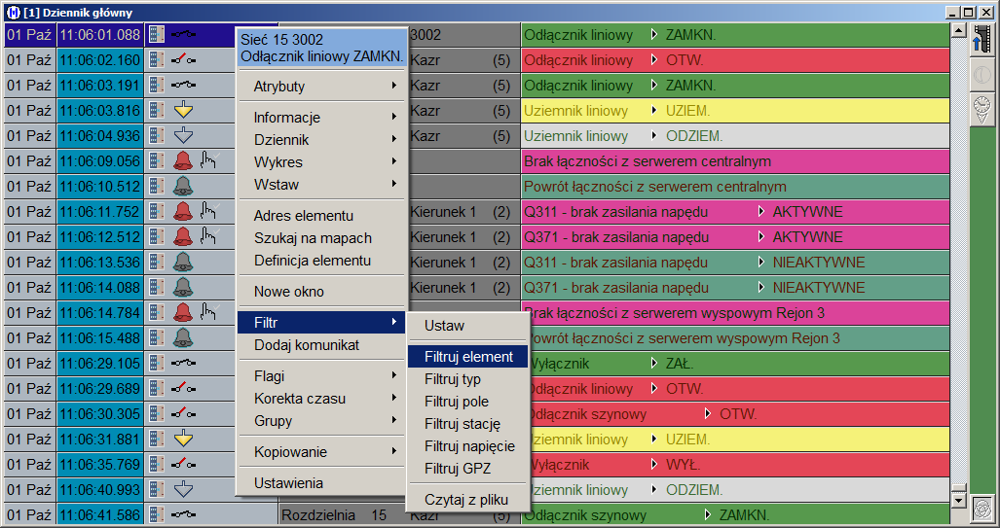 [1] Dziennik główny
01 Paź 11:06:01.088 3002 Odłącznik liniowy ZAMKN.
01 Paź 11:06:02.160 Kazr (5) Odłącznik liniowy OTW.
01 Paź 11:06:03.191 Kazr (5) Odłącznik liniowy ZAMKN.
01 Paź 11:06:03.816 Kazr (5) Uziemnik liniowy UZIEM.
01 Paź 11:06:04.936 Kazr (5) Uziemnik liniowy ODZIEM.
01 Paź 11:06:09.056 Brak łączności z serwerem centralnym
01 Paź 11:06:10.512 Powrót łączności z serwerem centralnym
01 Paź 11:06:11.752 Kierunek 1 (2) Q311 - brak zasilania napędu AKTYWNE
01 Paź 11:06:12.512 Kierunek 1 (2) Q371 - brak zasilania napędu AKTYWNE
01 Paź 11:06:13.536 Kierunek 1 (2) Q311 - brak zasilania napędu NIEAKTYWNE
01 Paź 11:06:14.088 Kierunek 1 (2) Q371 - brak zasilania napędu NIEAKTYWNE
01 Paź 11:06:14.784 Brak łączności z serwerem wyspowym Rejon 3
01 Paź 11:06:15.488 Powrót łączności z serwerem wyspowym Rejon 3
01 Paź 11:06:29.105 Wyłącznik ZAŁ.
01 Paź 11:06:29.689 Odłącznik liniowy OTW.
01 Paź 11:06:30.305 Odłącznik szynowy OTW.
01 Paź 11:06:31.881 Uziemnik liniowy UZIEM.
01 Paź 11:06:35.769 Wyłącznik WYŁ.
01 Paź 11:06:40.993 Uziemnik liniowy ODZIEM.
01 Paź 11:06:41.586 Rozdzielnia 15 Kazr (5) Odłącznik szynowy ZAMKN.
Sieć 15 3002
Odłącznik liniowy ZAMKN.
Atrybuty
Informacje
Dziennik
Wykres
Wstaw
Adres elementu
Szukaj na mapach
Definicja elementu
Nowe okno
Filtr
Dodaj komunikat
Flagi
Korekta czasu
Grupy
Kopiowanie
Ustawienia
Ustaw
Filtruj element
Filtruj typ
Filtruj pole
Filtruj stację
Filtruj napięcie
Filtruj GPZ
Czytaj z pliku